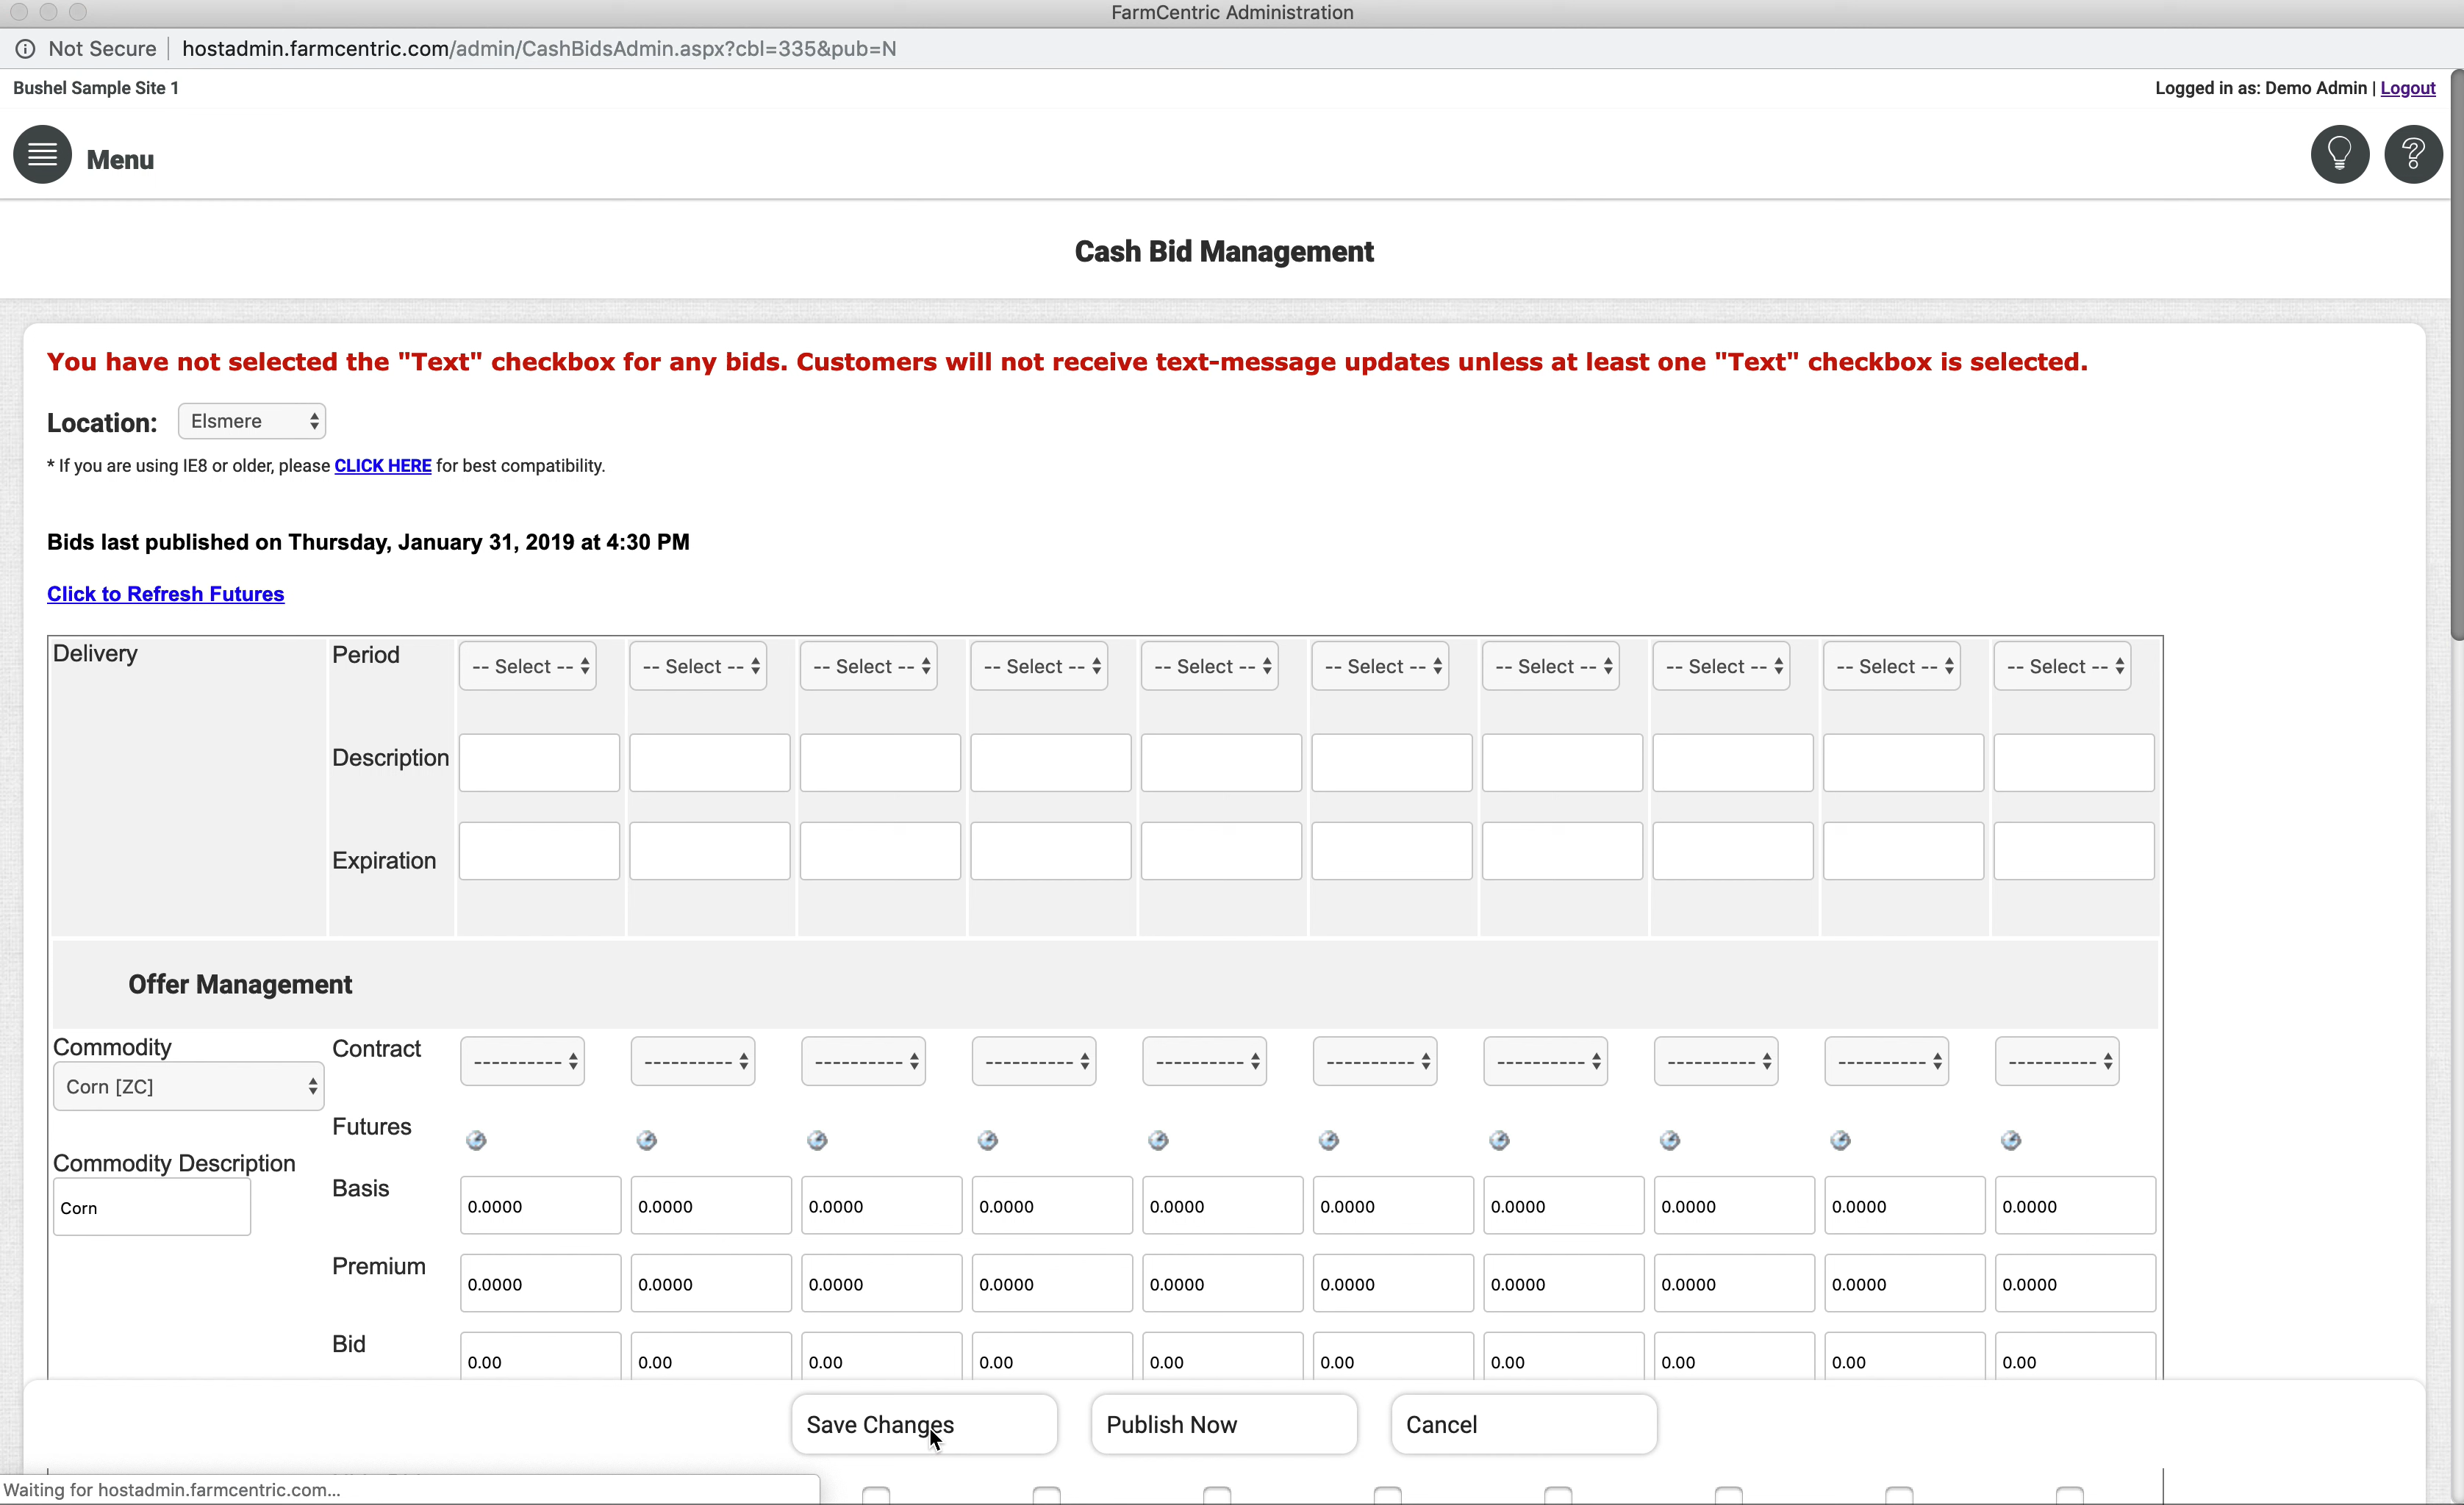 FarmCentric Administration
Not Secure | hostadmin.farmcentric.com/admin/CashBidsAdmin.aspx?cbl=335&pub=N
Bushel Sample Site 1
Logged in as: Demo Admin | Logout
Menu
Cash Bid Management
You have not selected the "Text" checkbox for any bids. Customers will not receive text-message updates unless at least one "Text" checkbox is selected.
Location: Elsmere
* If you are using IE8 or older, please CLICK HERE for best compatibility.
Bids last published on Thursday, January 31, 2019 at 4:30 PM
Click to Refresh Futures
Delivery Period -- Select -- -- Select -- -- Select -- -- Select -- -- Select -- -- Select -- -- Select -- -- Select -- -- Select -- -- Select --
Description
Expiration
Offer Management
Commodity Contract ---------- ---------- ---------- ---------- ---------- ---------- ---------- ---------- ---------- ----------
Corn [ZC]
Futures
Commodity Description
Basis 0.0000 0.0000 0.0000 0.0000 0.0000 0.0000 0.0000 0.0000 0.0000 0.0000
Corn
Premium 0.0000 0.0000 0.0000 0.0000 0.0000 0.0000 0.0000 0.0000 0.0000 0.0000
Bid 0.00 0.00 0.00 0.00 0.00 0.00 0.00 0.00 0.00 0.00
Save Changes Publish Now Cancel
Waiting for hostadmin.farmcentric.com...